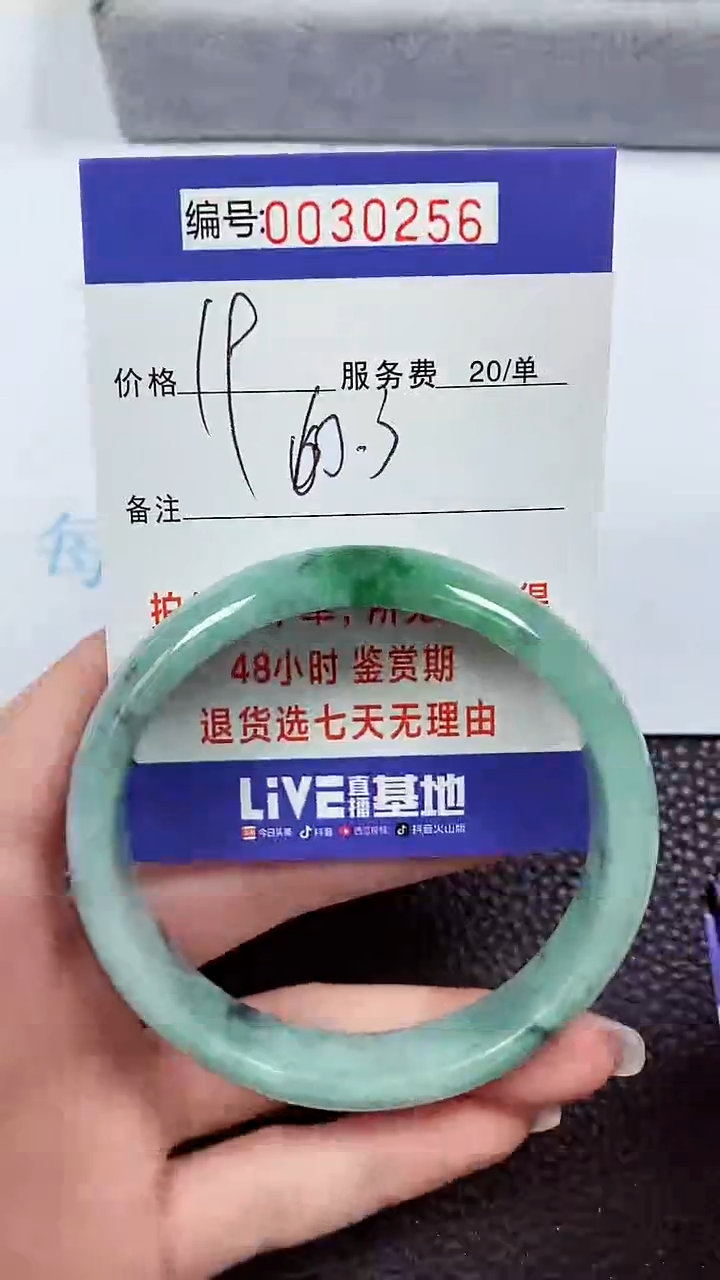 编号:0030256
价格 服务费 20/单
60.3
备注
48小时 鉴赏期
退货选七天无理由
LiVE直播基地
今日头条 抖音 西瓜视频 抖音火山版